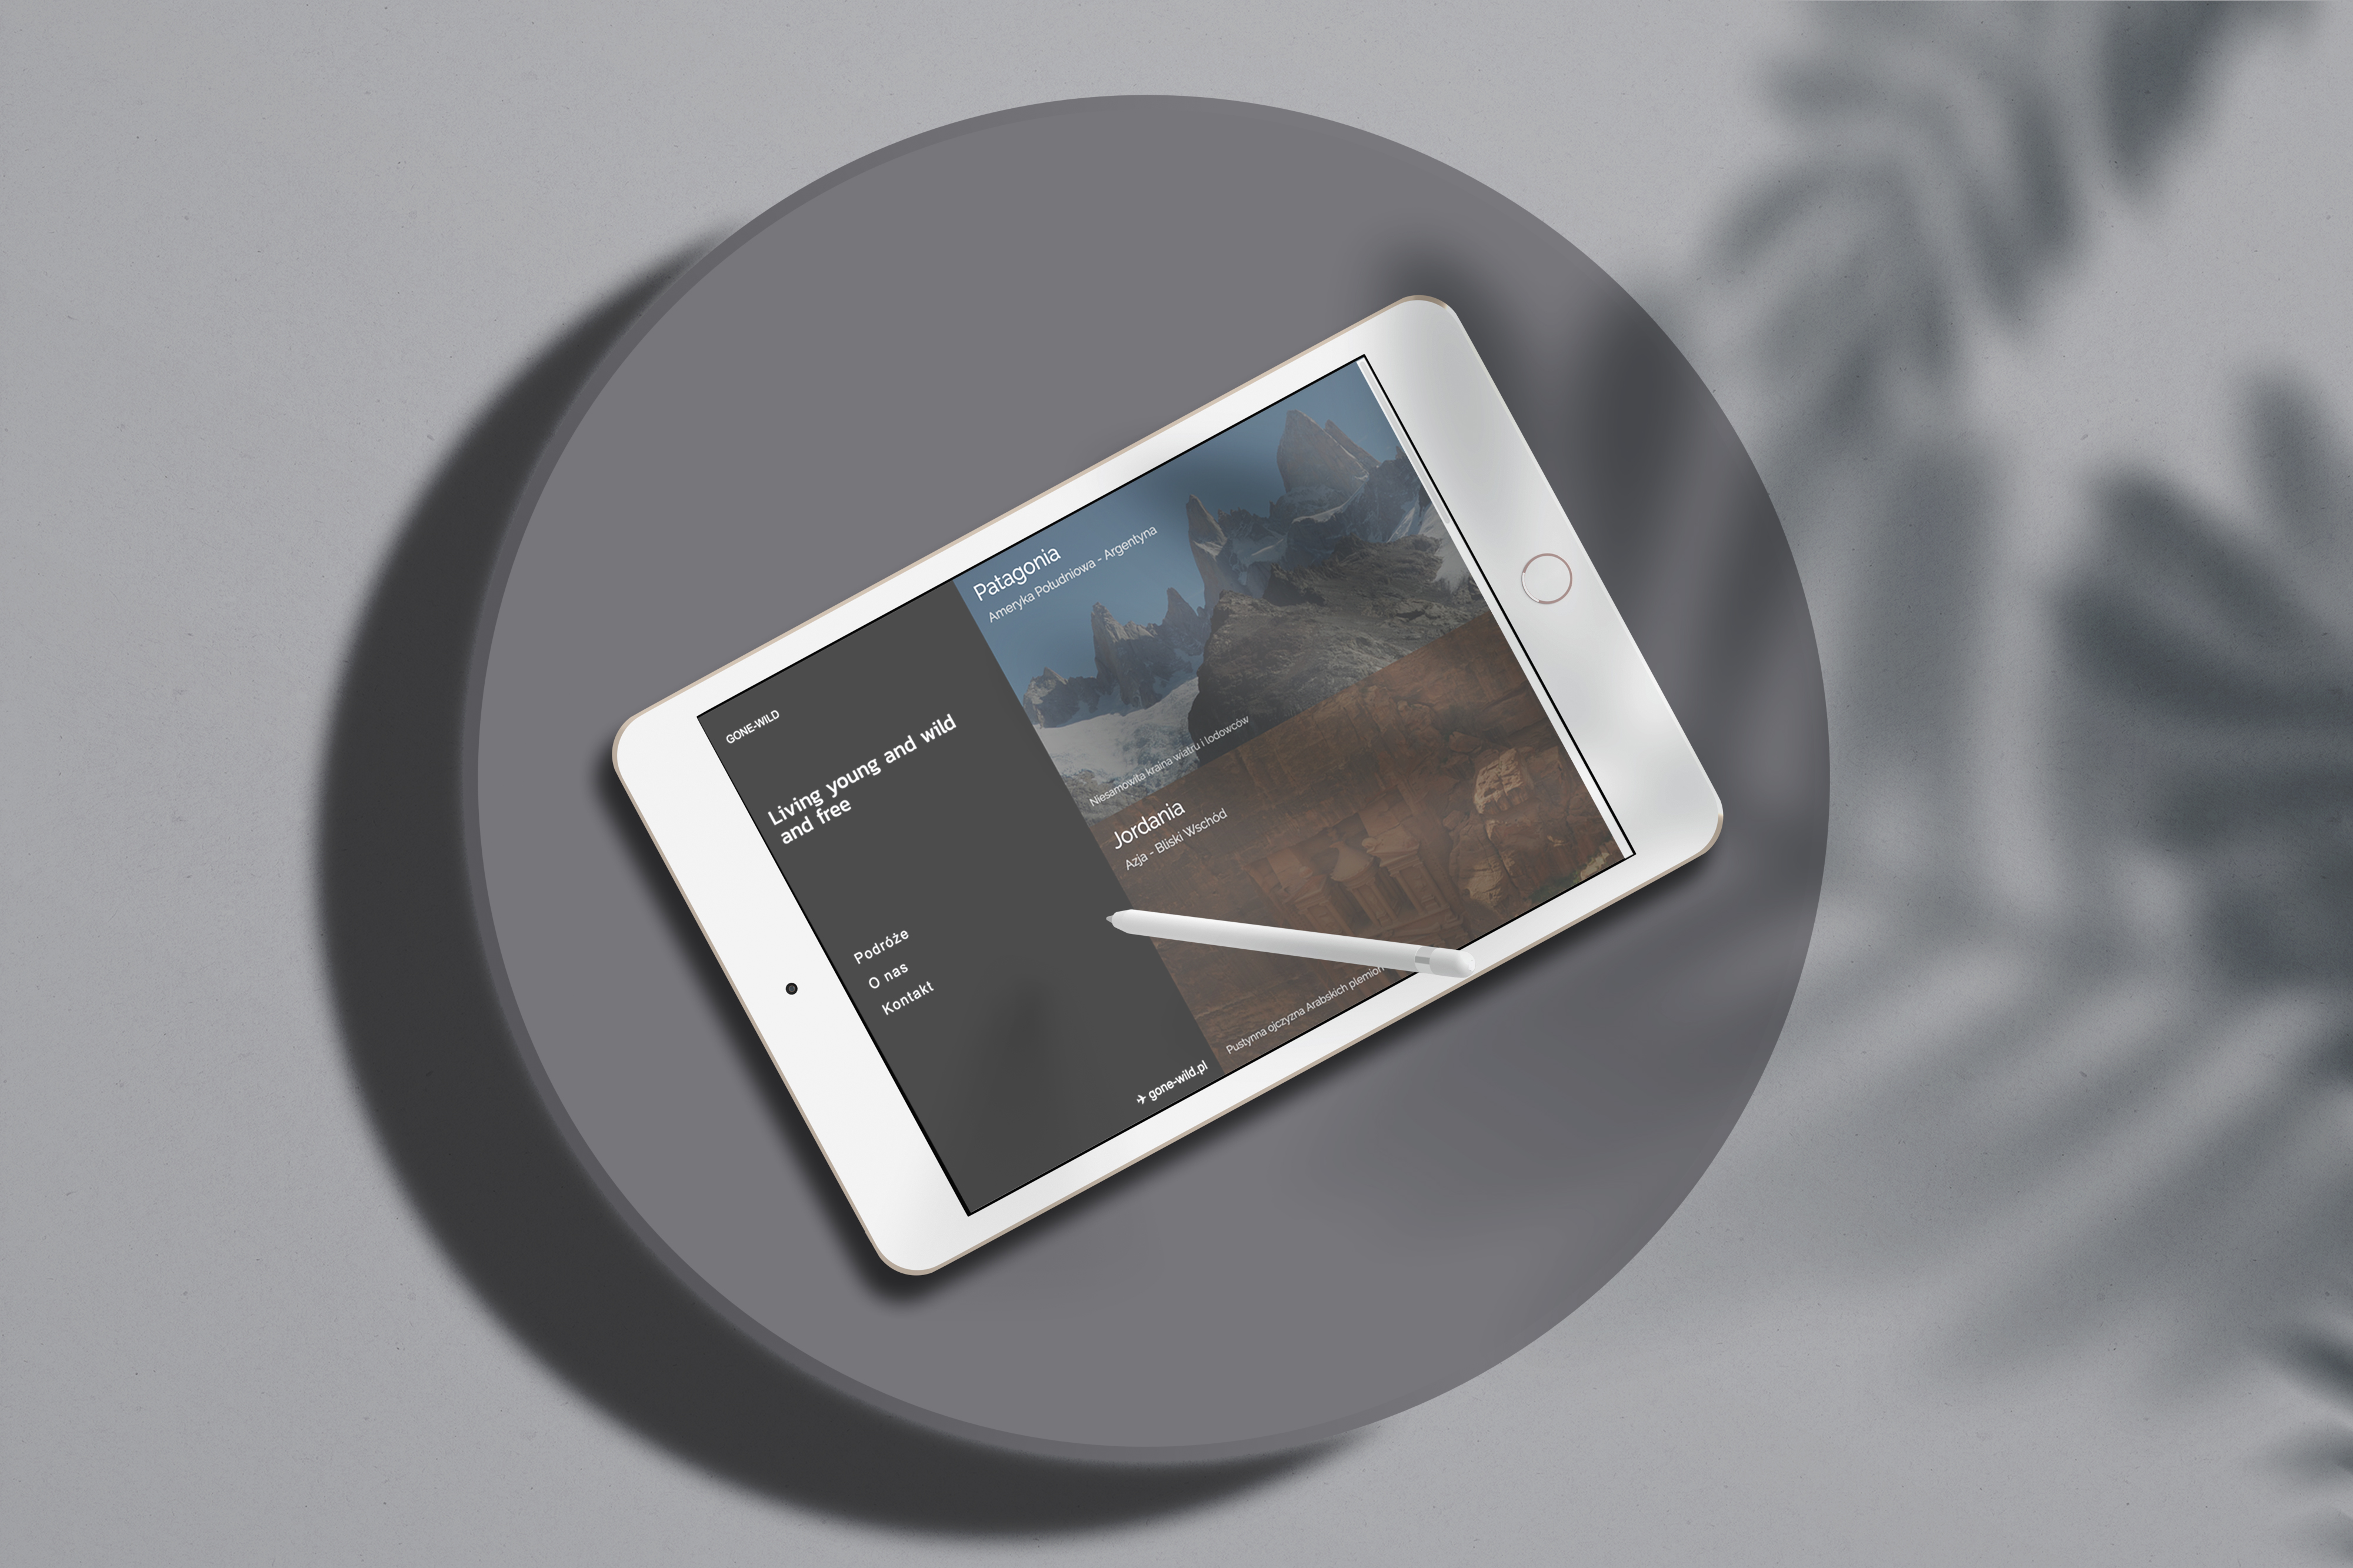 GONE-WILD
Living young and wild
and free
Podróże
O nas
Kontakt
✈ gone-wild.pl
Patagonia
Ameryka Południowa - Argentyna
Niesamowita kraina wiatru i lodowców
Jordania
Azja - Bliski Wschód
Pustynna ojczyzna Arabskich plemion